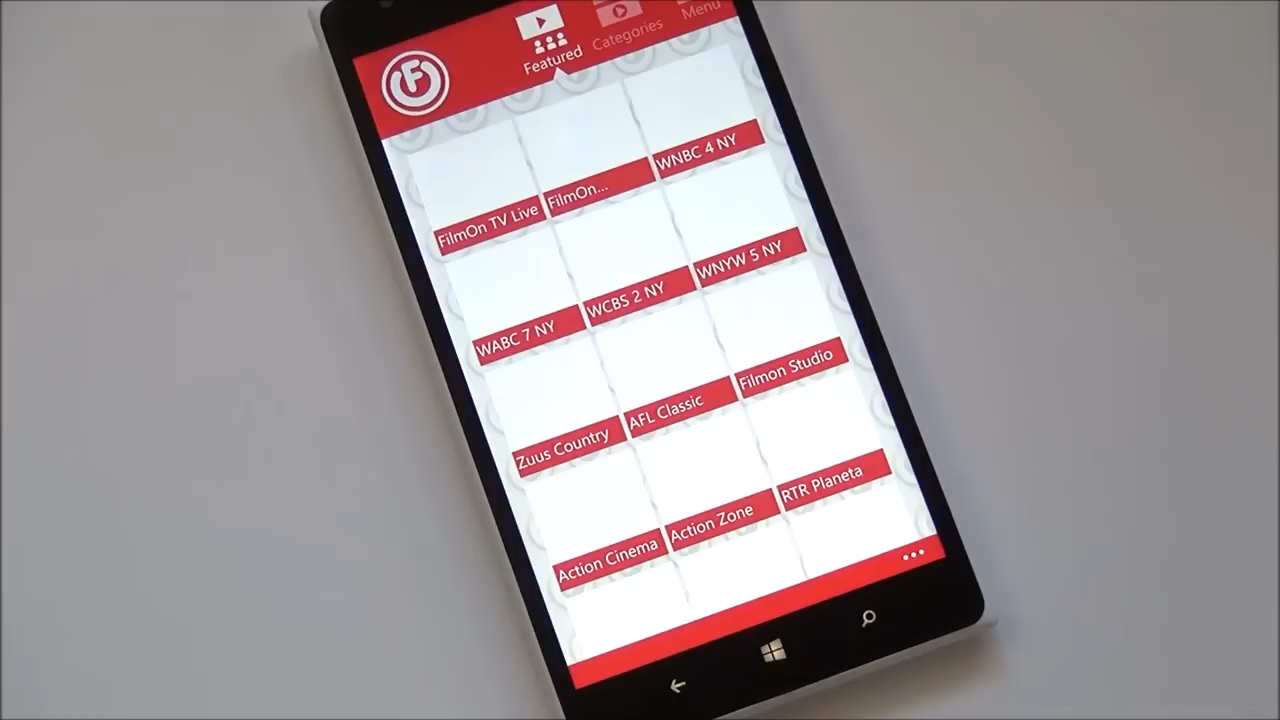 F
Featured
Categories
Menu
FilmOn TV Live
FilmOn...
WNBC 4 NY
WABC 7 NY
WCBS 2 NY
WNYW 5 NY
Zuus Country
AFL Classic
Filmon Studio
Action Cinema
Action Zone
RTR Planeta